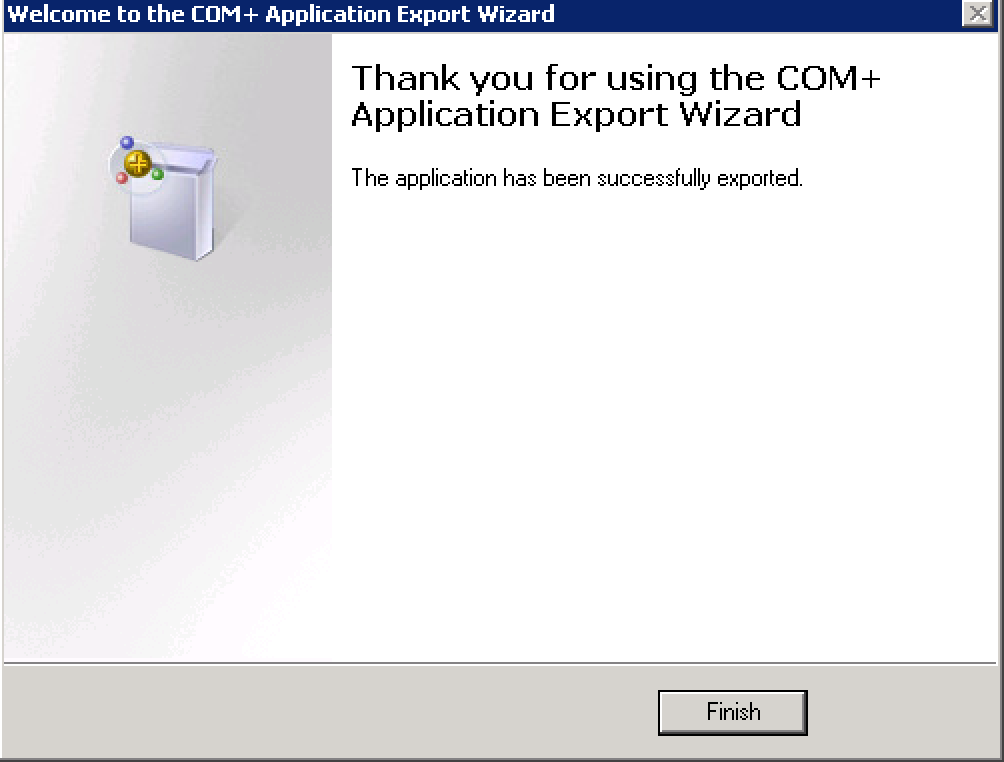 Welcome to the COM+ Application Export Wizard
Thank you for using the COM+
Application Export Wizard
The application has been successfully exported.
Finish